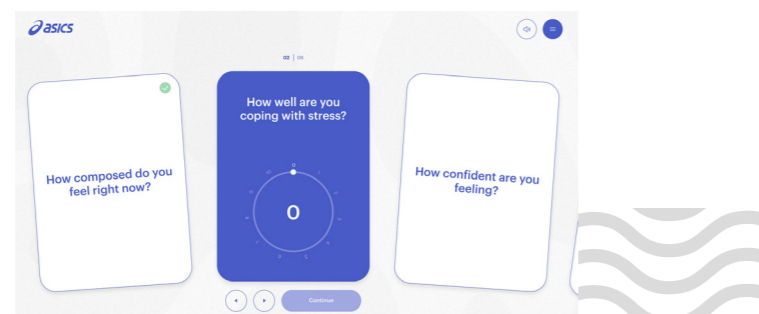 asics
02 |
How composed do you
feel right now?
How well are you
coping with stress?
0
0
How confident are you
feeling?
Continue